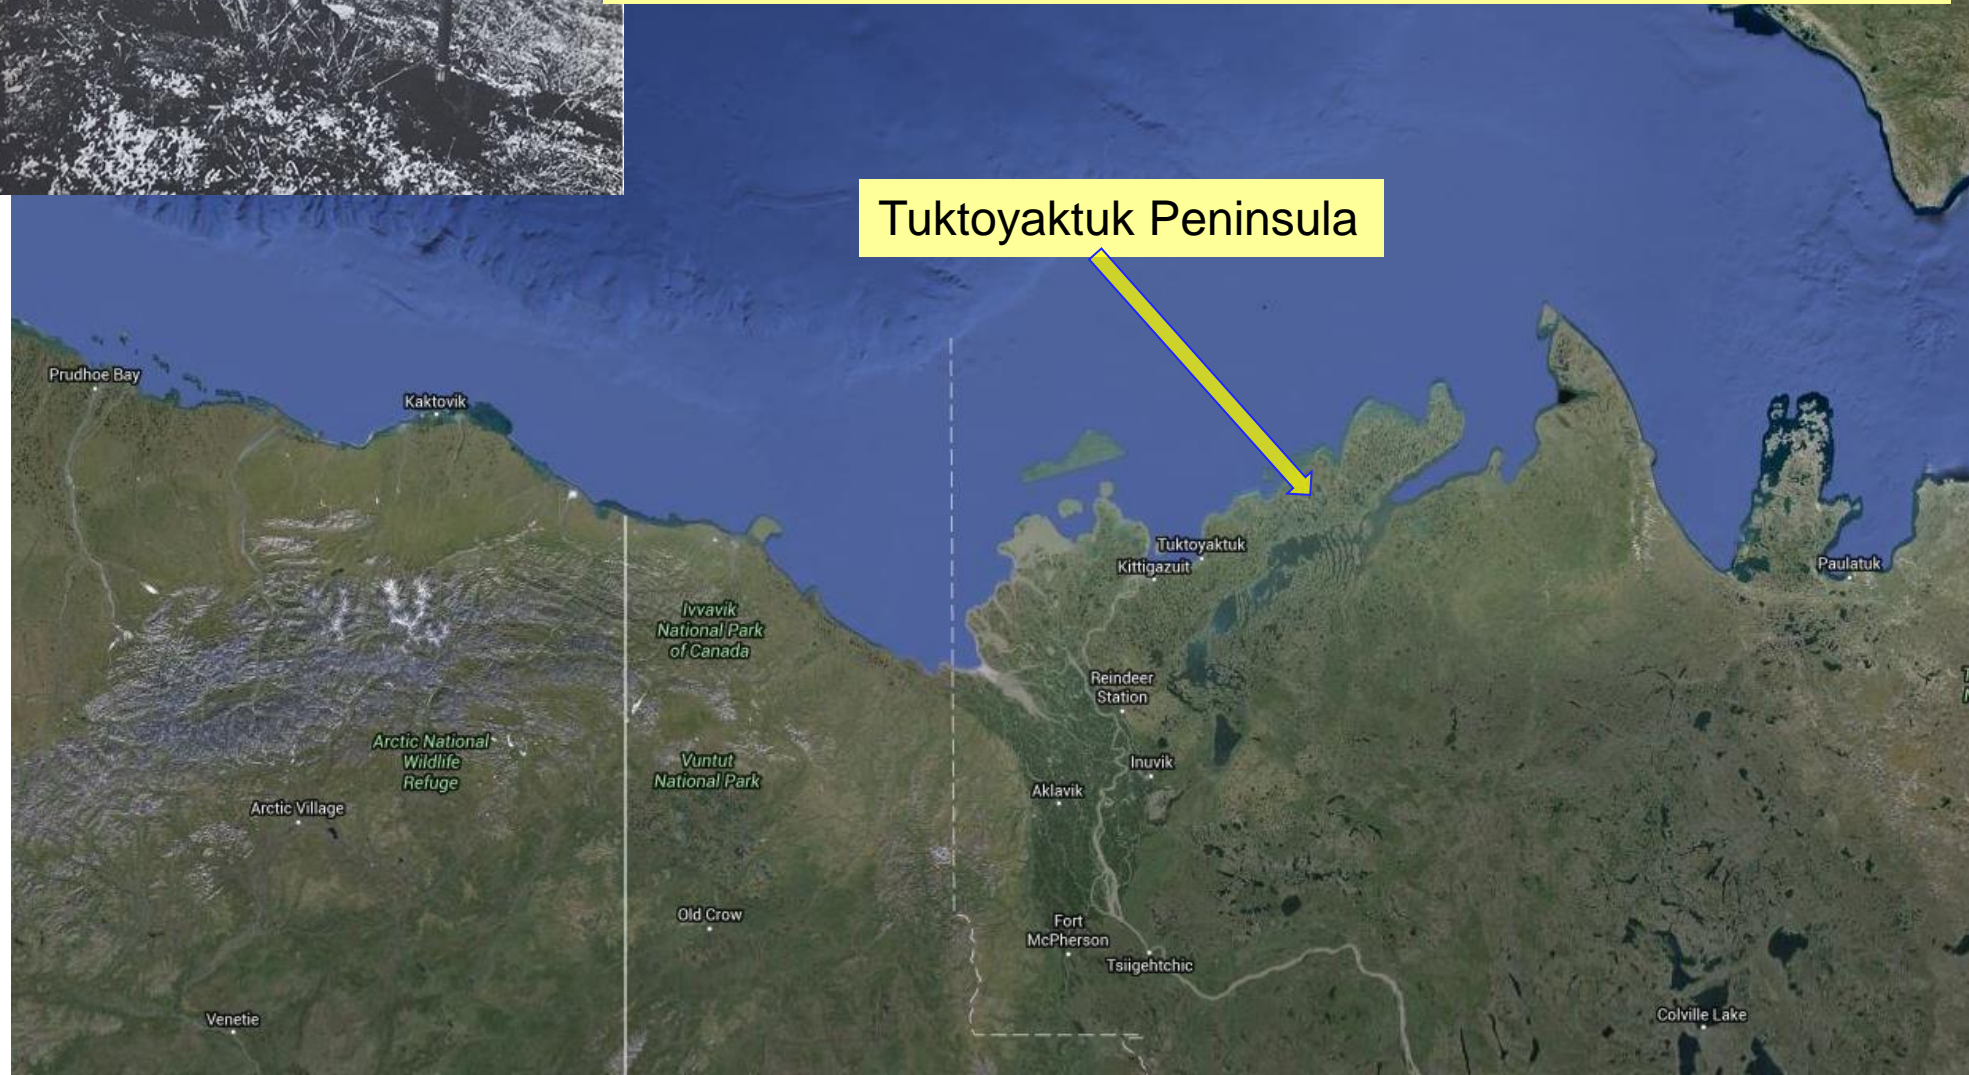 Tuktoyaktuk Peninsula
Prudhoe Bay
Kaktovik
Tuktoyaktuk
Kittigazuit
Paulatuk
Ivvavik
National Park
of Canada
Reindeer
Station
Arctic National
Wildlife
Refuge
Vuntut
National Park
Inuvik
Aklavik
Arctic Village
Old Crow
Fort
McPherson
Tsiigehtchic
Venetie
Colville Lake